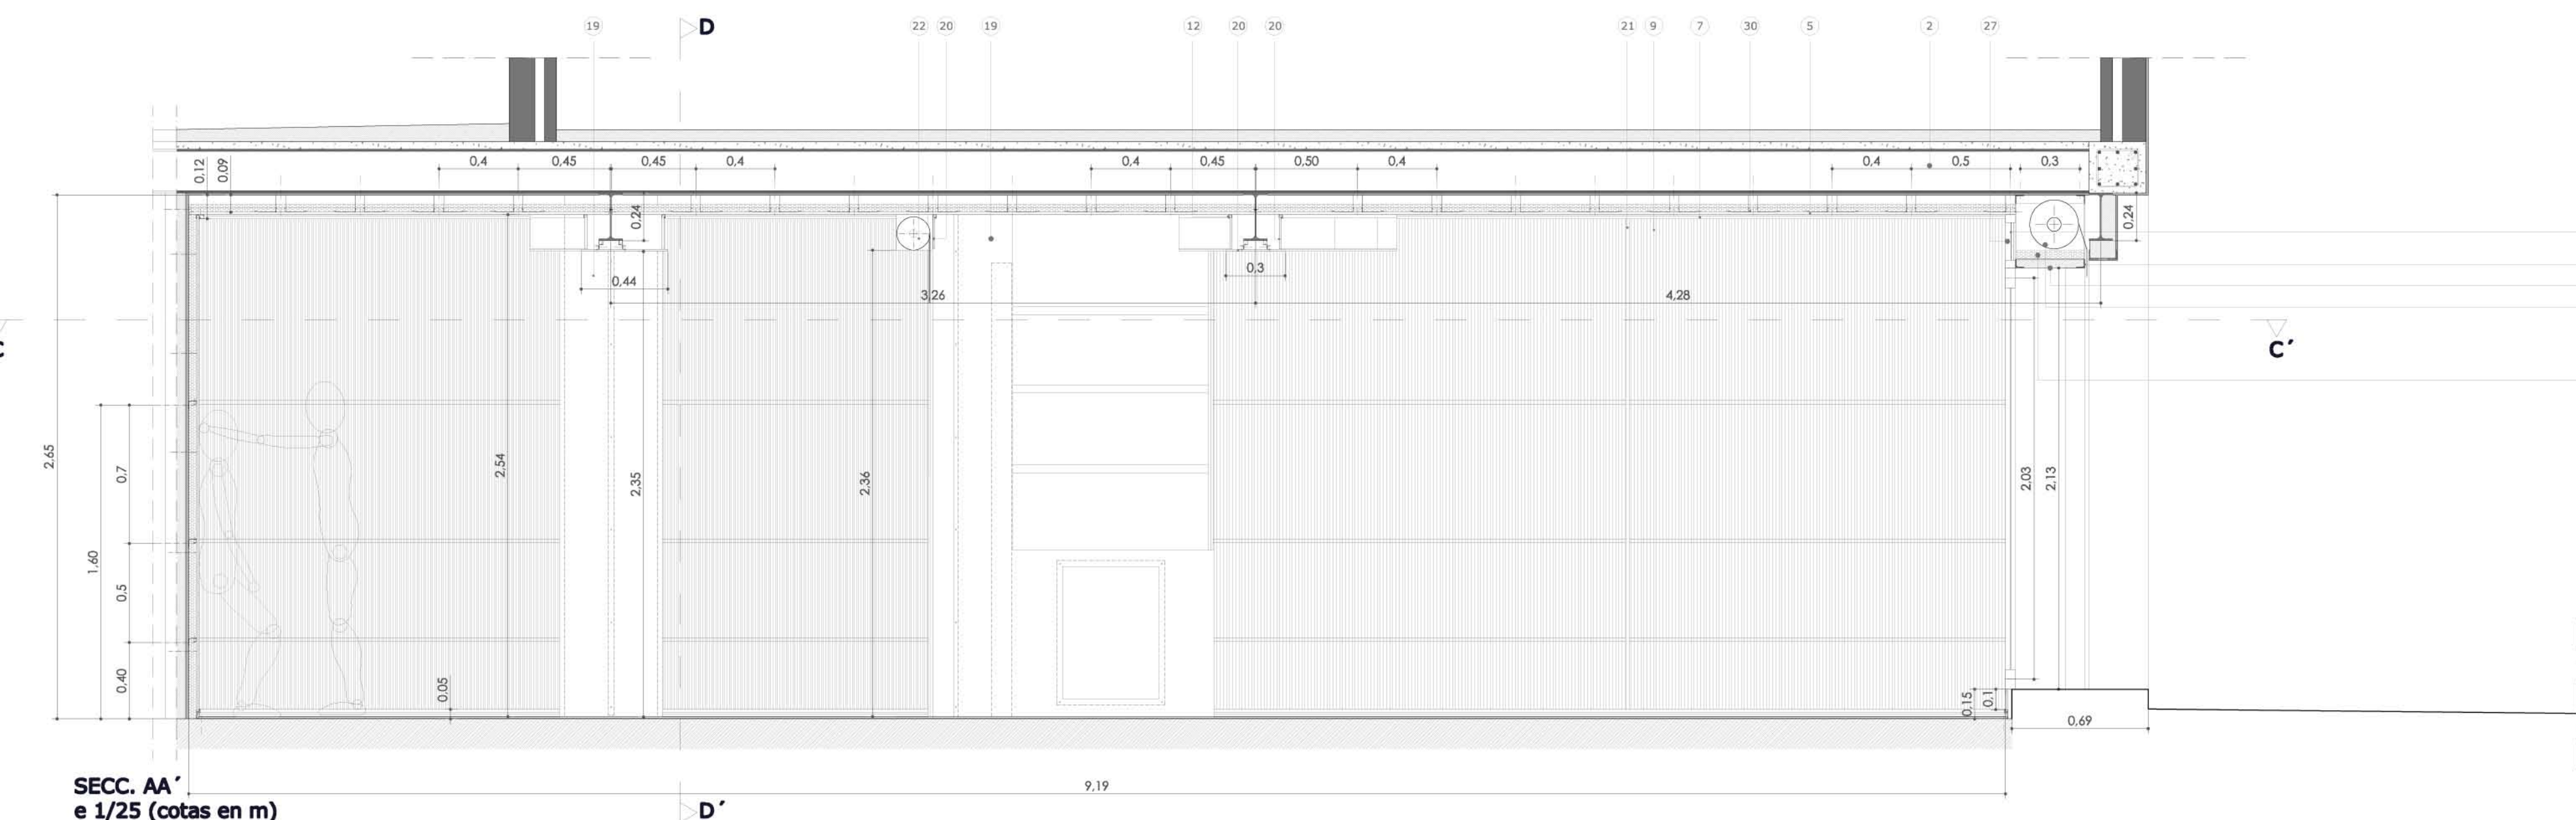 19 D 22 20 19 12 20 20 21 9 7 30 5 2 27
0,12 0,09 0,4 0,45 0,45 0,4 0,4 0,45 0,50 0,4 0,4 0,5 0,3
0,24 0,24
0,44 0,3
3,26 4,28
C´
2,65 0,7 2,54 2,35 2,36 2,03 2,13
1,60 0,5
0,40 0,05 0,15 0,1
0,69
SECC. AA´ 9,19
e 1/25 (cotas en m) D´